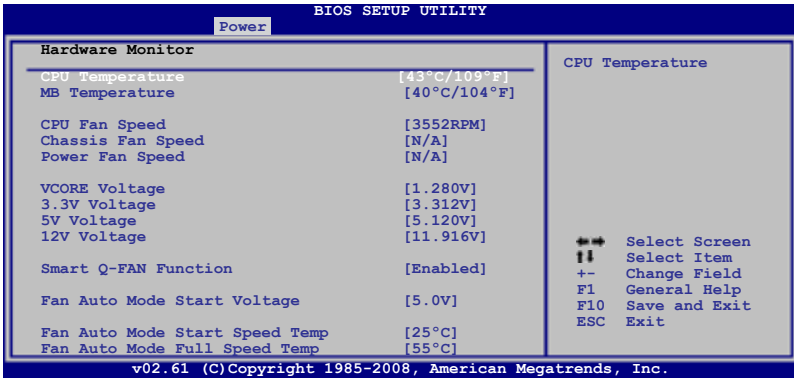 BIOS SETUP UTILITY
Power
Hardware Monitor
CPU Temperature [43°C/109°F]
MB Temperature [40°C/104°F]
CPU Fan Speed [3552RPM]
Chassis Fan Speed [N/A]
Power Fan Speed [N/A]
VCORE Voltage [1.280V]
3.3V Voltage [3.312V]
5V Voltage [5.120V]
12V Voltage [11.916V]
Smart Q-FAN Function [Enabled]
Fan Auto Mode Start Voltage [5.0V]
Fan Auto Mode Start Speed Temp [25°C]
Fan Auto Mode Full Speed Temp [55°C]
CPU Temperature
Select Screen
Select Item
+- Change Field
F1 General Help
F10 Save and Exit
ESC Exit
v02.61 (C)Copyright 1985-2008, American Megatrends, Inc.